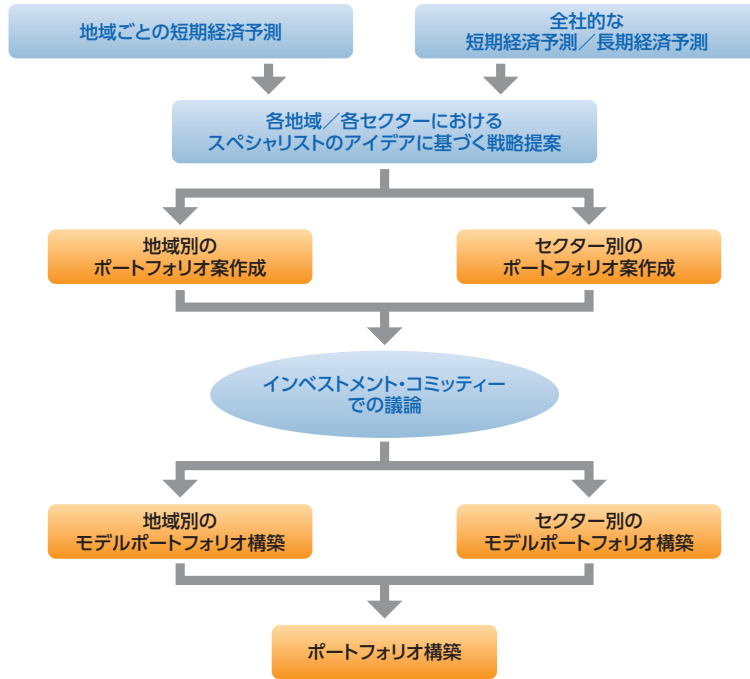 地域ごとの短期経済予測
全社的な
短期経済予測／長期経済予測
各地域／各セクターにおける
スペシャリストのアイデアに基づく戦略提案
地域別の
ポートフォリオ案作成
セクター別の
ポートフォリオ案作成
インベストメント・コミッティー
での議論
地域別の
モデルポートフォリオ構築
セクター別の
モデルポートフォリオ構築
ポートフォリオ構築